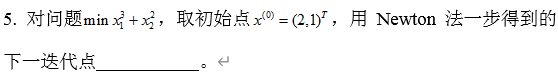 5. 对问题min x₁³ + x₂²，取初始点 x⁽⁰⁾ = (2,1)ᵀ，用 Newton 法一步得到的
下一迭代点__________。↵